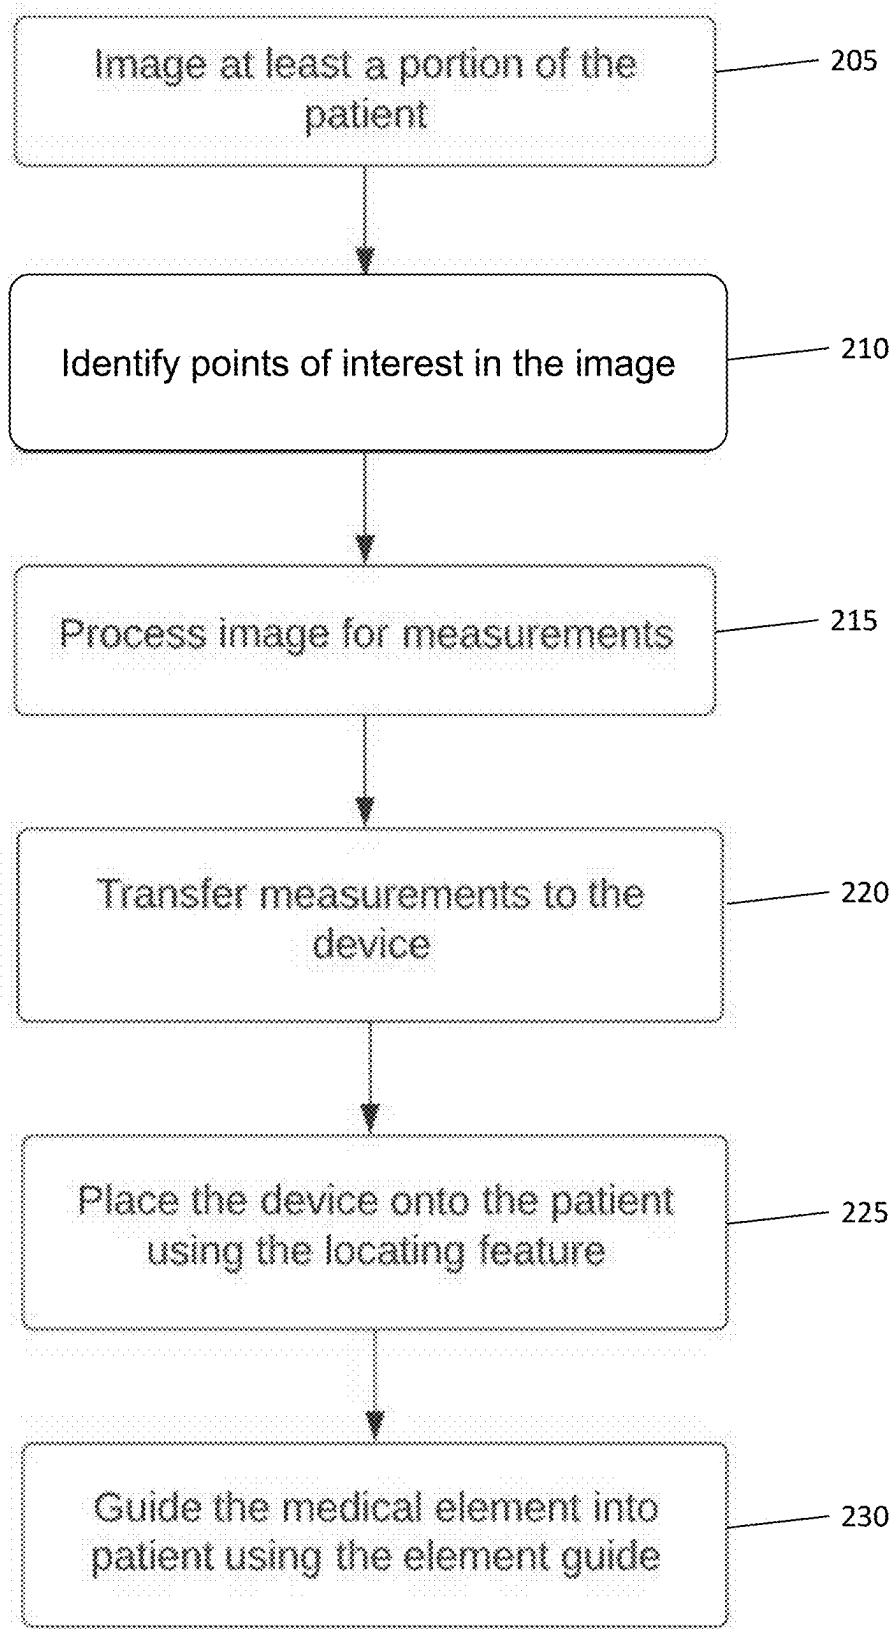 Image at least a portion of the
patient
205
Identify points of interest in the image
210
Process image for measurements
215
Transfer measurements to the
device
220
Place the device onto the patient
using the locating feature
225
Guide the medical element into
patient using the element guide
230